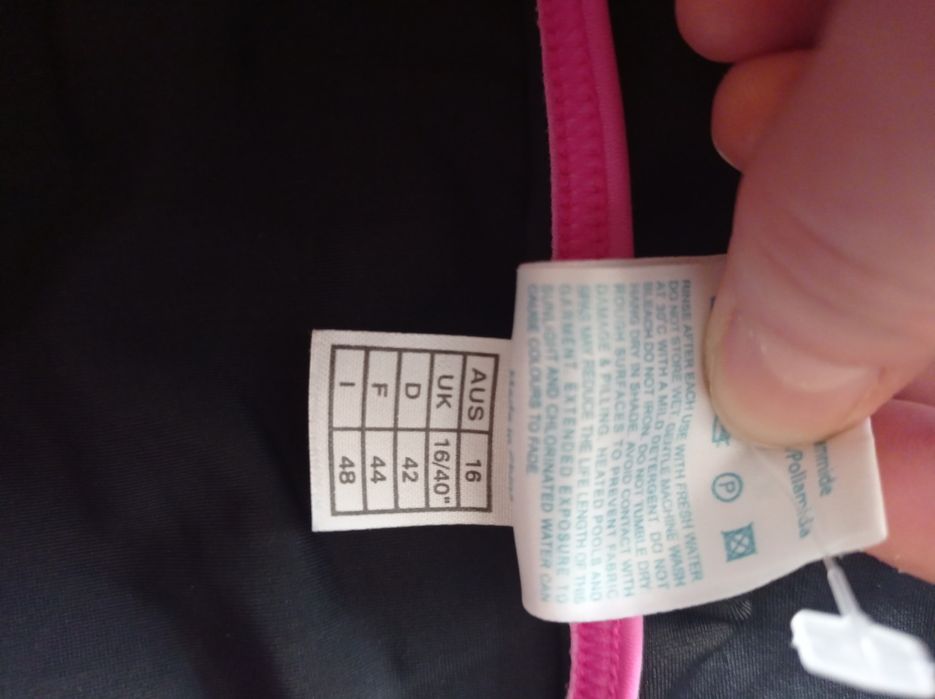 AUS 16
UK 16/40"
D 42
F 44
I 48
Poliamida
P
RINSE AFTER EACH USE WITH FRESH WATER
DO NOT STORE WET. GENTLE MACHINE WASH
AT 30°C WITH A MILD DETERGENT. DO NOT
BLEACH DO NOT IRON. DO NOT TUMBLE DRY
HANG DRY IN SHADE. AVOID CONTACT WITH
ROUGH SURFACES TO PREVENT FABRIC
DAMAGE & PILLING. HEATED POOLS AND
SPAS MAY REDUCE THE LIFE LENGTH OF THIS
GARMENT. EXTENDED EXPOSURE TO
SUNLIGHT AND CHLORINATED WATER CAN
CAUSE COLOURS TO FADE.